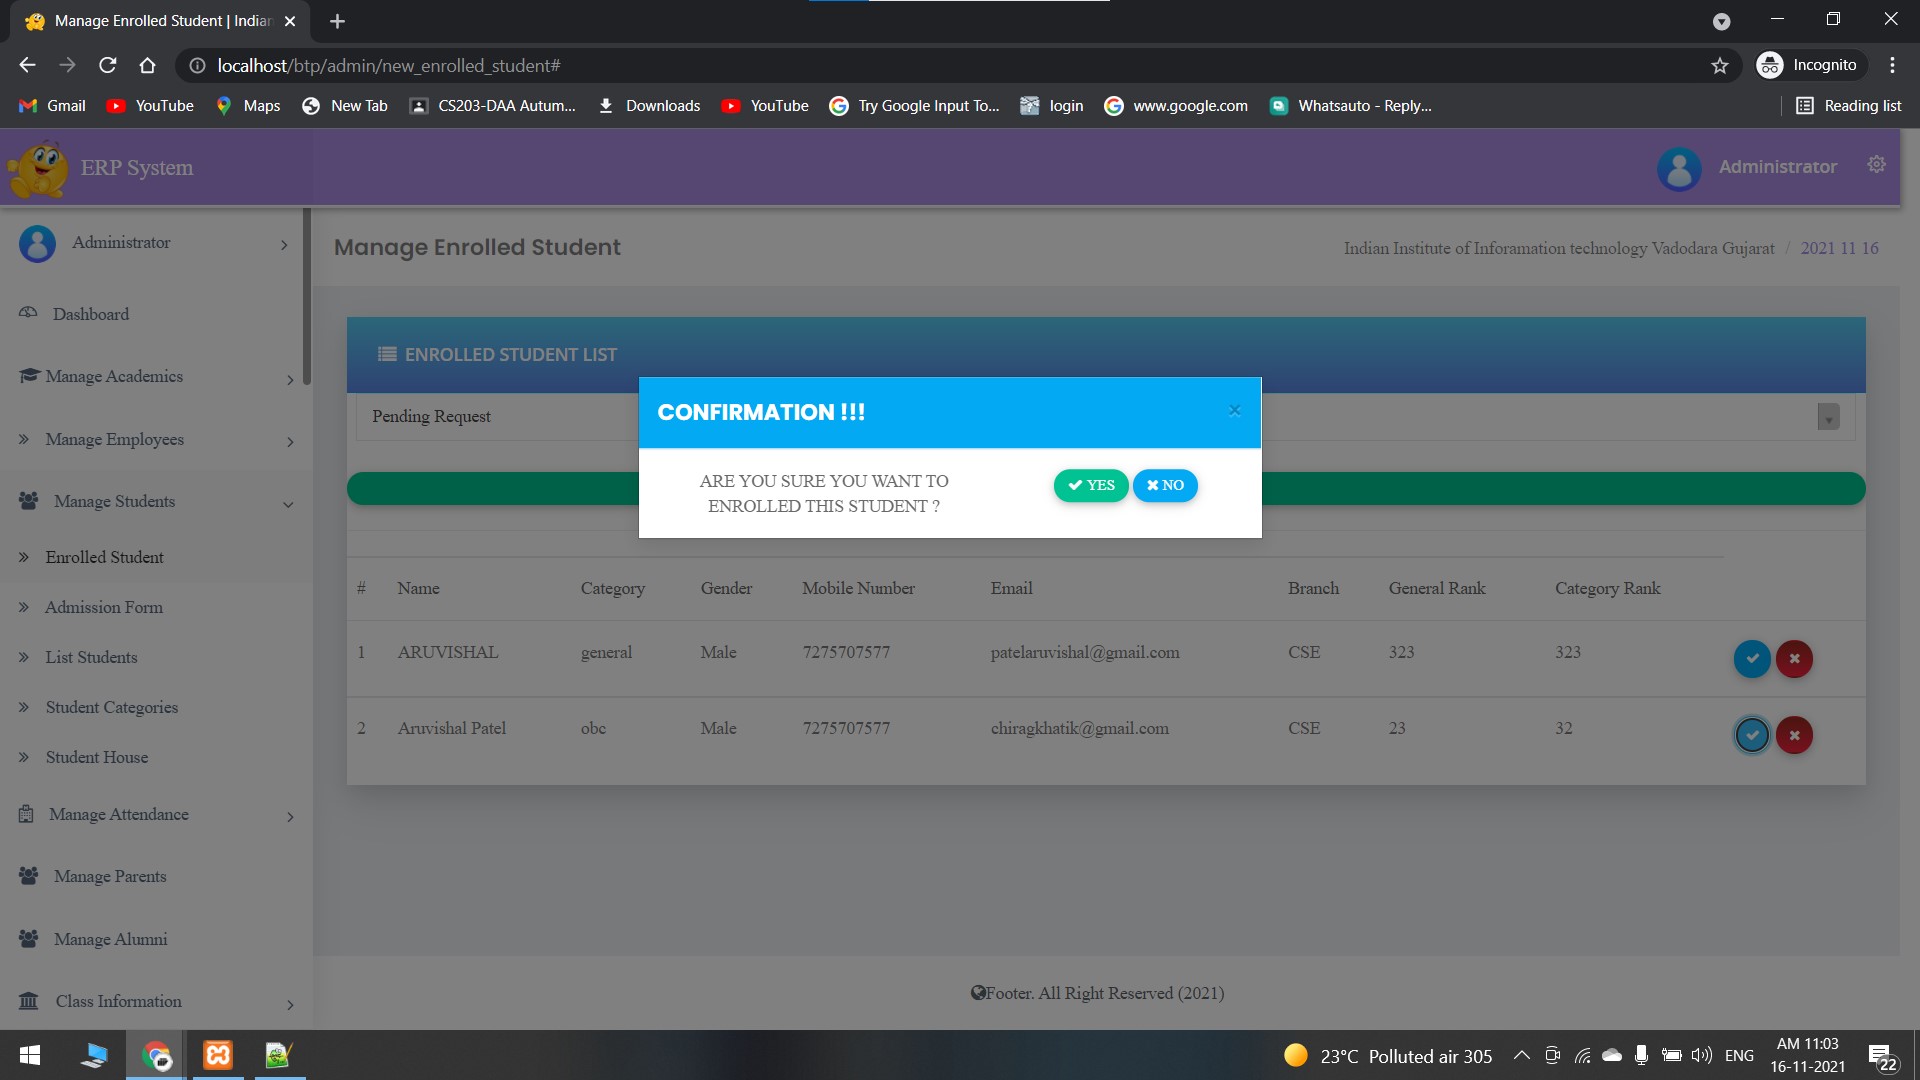 Manage Enrolled Student | Indian
localhost/btp/admin/new_enrolled_student#
Incognito
Gmail YouTube Maps New Tab CS203-DAA Autum... Downloads YouTube Try Google Input To... login www.google.com Whatsauto - Reply... Reading list
ERP System
Administrator
Administrator
Dashboard
Manage Academics
Manage Employees
Manage Students
Enrolled Student
Admission Form
List Students
Student Categories
Student House
Manage Attendance
Manage Parents
Manage Alumni
Class Information
Manage Enrolled Student
Indian Institute of Inforamation technology Vadodara Gujarat / 2021 11 16
ENROLLED STUDENT LIST
Pending Request
CONFIRMATION !!!
×
ARE YOU SURE YOU WANT TO
ENROLLED THIS STUDENT ?
YES NO
# Name Category Gender Mobile Number Email Branch General Rank Category Rank
1 ARUVISHAL general Male 7275707577 patelaruvishal@gmail.com CSE 323 323
2 Aruvishal Patel obc Male 7275707577 chiragkhatik@gmail.com CSE 23 32
Footer. All Right Reserved (2021)
23°C Polluted air 305
ENG
AM 11:03
16-11-2021
22